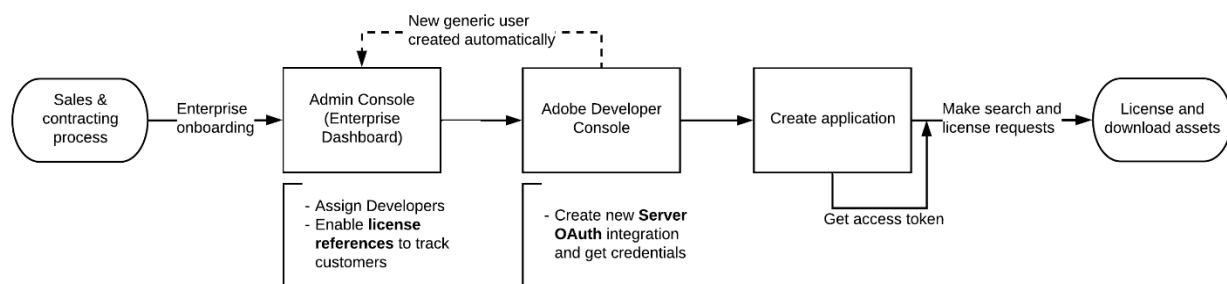 New generic user
created automatically
Sales &
contracting
process
Enterprise
onboarding
Admin Console
(Enterprise
Dashboard)
Adobe Developer
Console
Create application
Make search and
license requests
License and
download assets
- Assign Developers
- Enable license
references to track
customers
- Create new Server
OAuth integration
and get credentials
Get access token